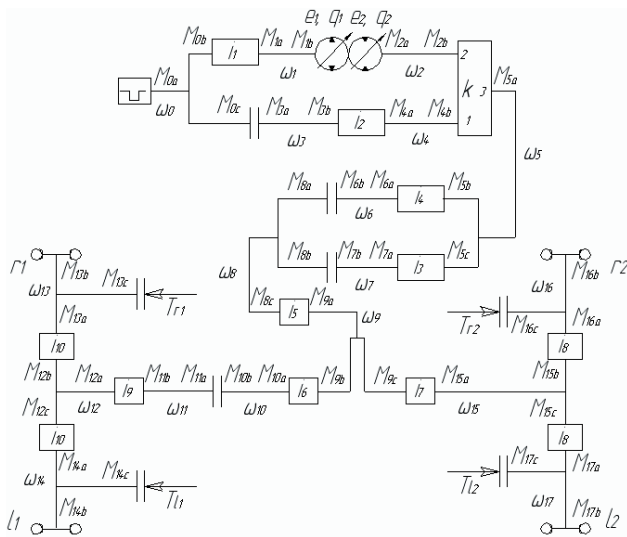 e1, q1 e2, q2
M0b I1 M1a M1b M2a M2b
ω1 ω2 2
M0a k 3 M5a
ω0 M0c M3a M3b I2 M4a M4b 1
ω3 ω4 ω5
M8a M6b M6a I4 M5b
ω6
M8b M7b M7a I3 M5c
ω8 ω7
r1 M13b M8c I5 M9a M16b r2
ω13 M13c ω9 ω16
M13a Tr1 Tr2 M16c M16a
I10 I8
M12b M12a M11b M11a M10b M10a M9b M9c M15a M15b
I9 I6 I7
M12c ω12 ω11 ω10 ω15 M15c
I10 I8
M14a M14c M17c M17a
ω14 Tl1 Tl2 ω17
l1 M14b M17b l2